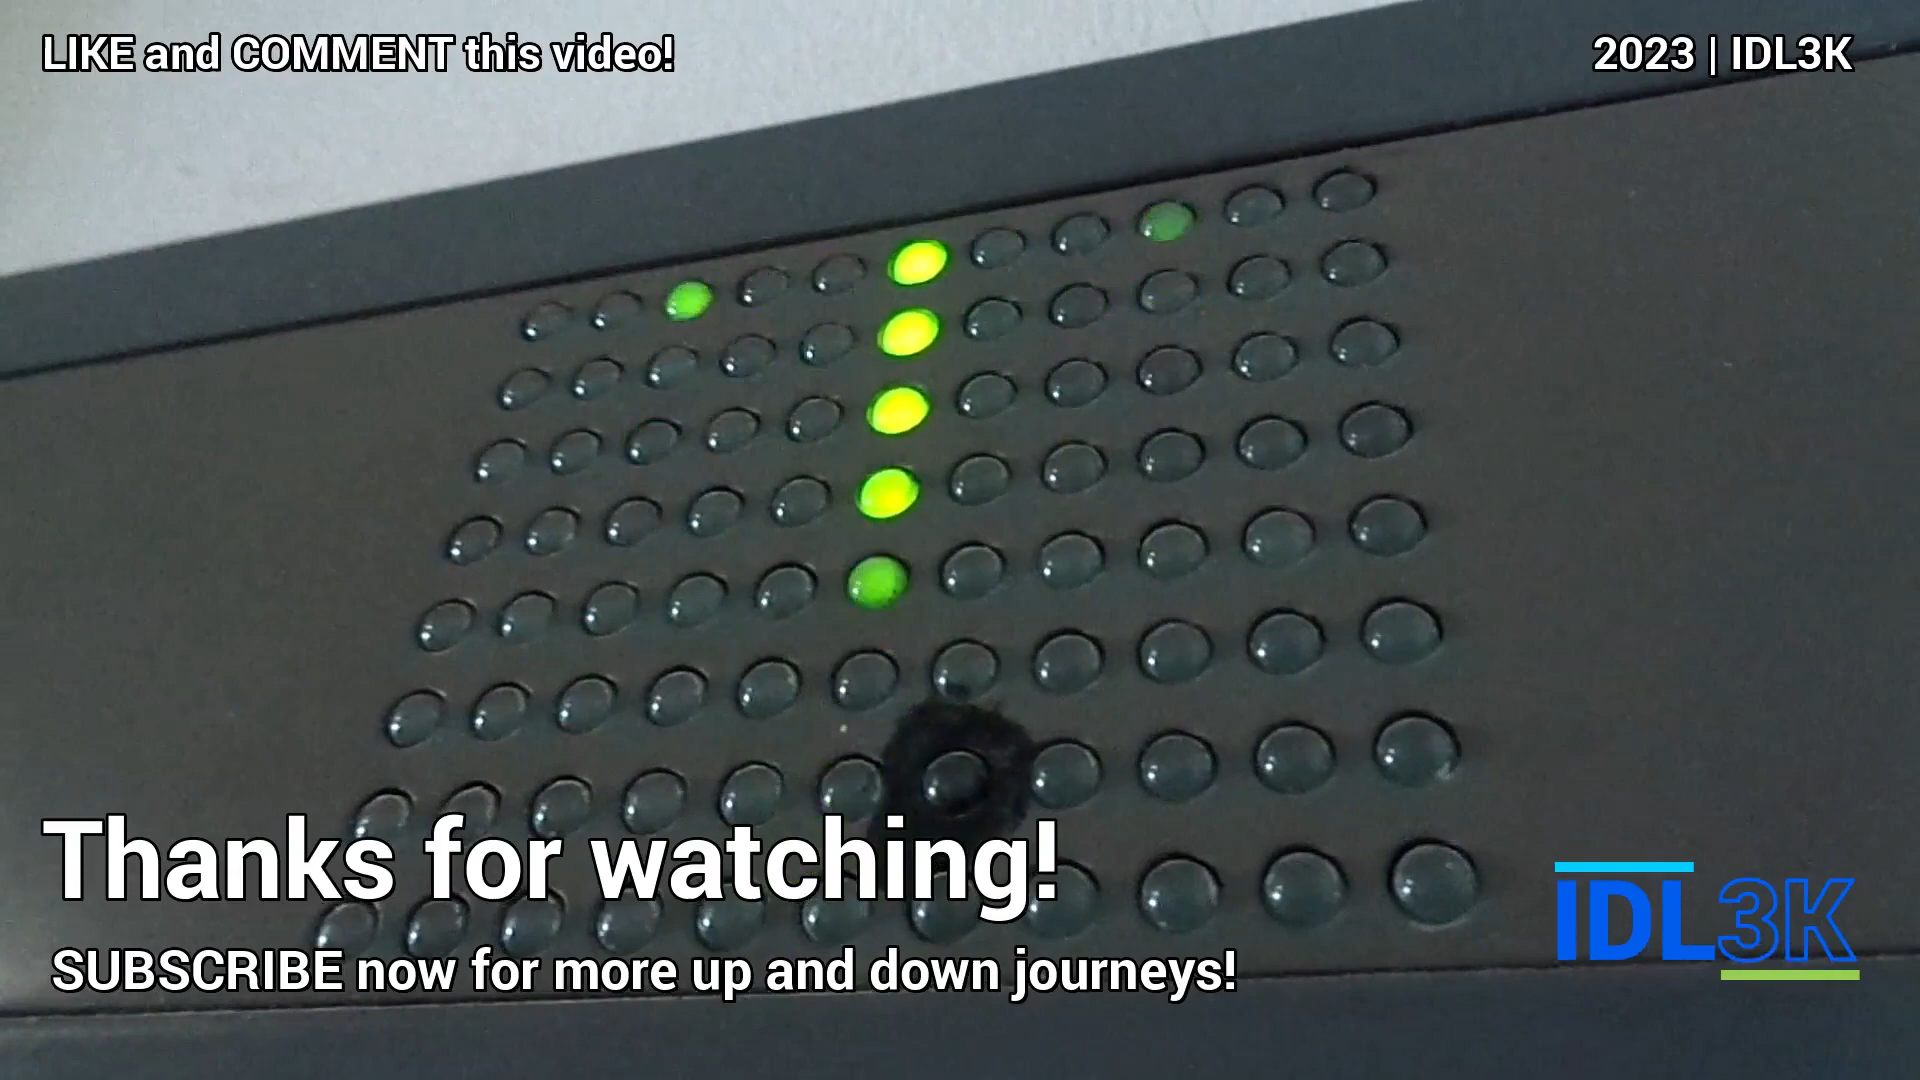 LIKE and COMMENT this video!
2023 | IDL3K
Thanks for watching!
SUBSCRIBE now for more up and down journeys!
IDL3K